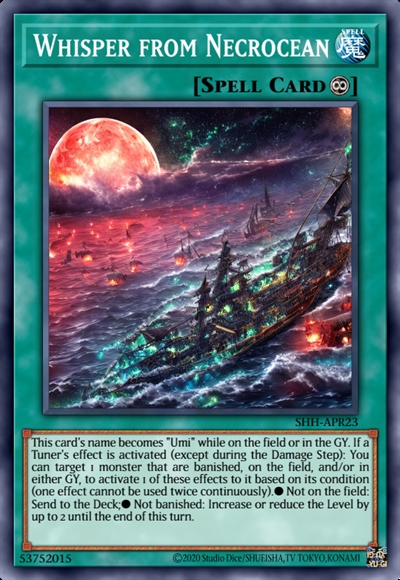 WHISPER FROM NECROCEAN
SPELL
魔
[SPELL CARD]
SHH-APR23
This card's name becomes "Umi" while on the field or in the GY. If a
Tuner's effect is activated (except during the Damage Step): You
can target 1 monster that are banished, on the field, and/or in
either GY, to activate 1 of these effects to it based on its condition
(one effect cannot be used twice continuously).● Not on the field:
Send to the Deck;● Not banished: Increase or reduce the Level by
up to 2 until the end of this turn.
53752015
©2020 Studio Dice/SHUEISHA,TV TOKYO,KONAMI